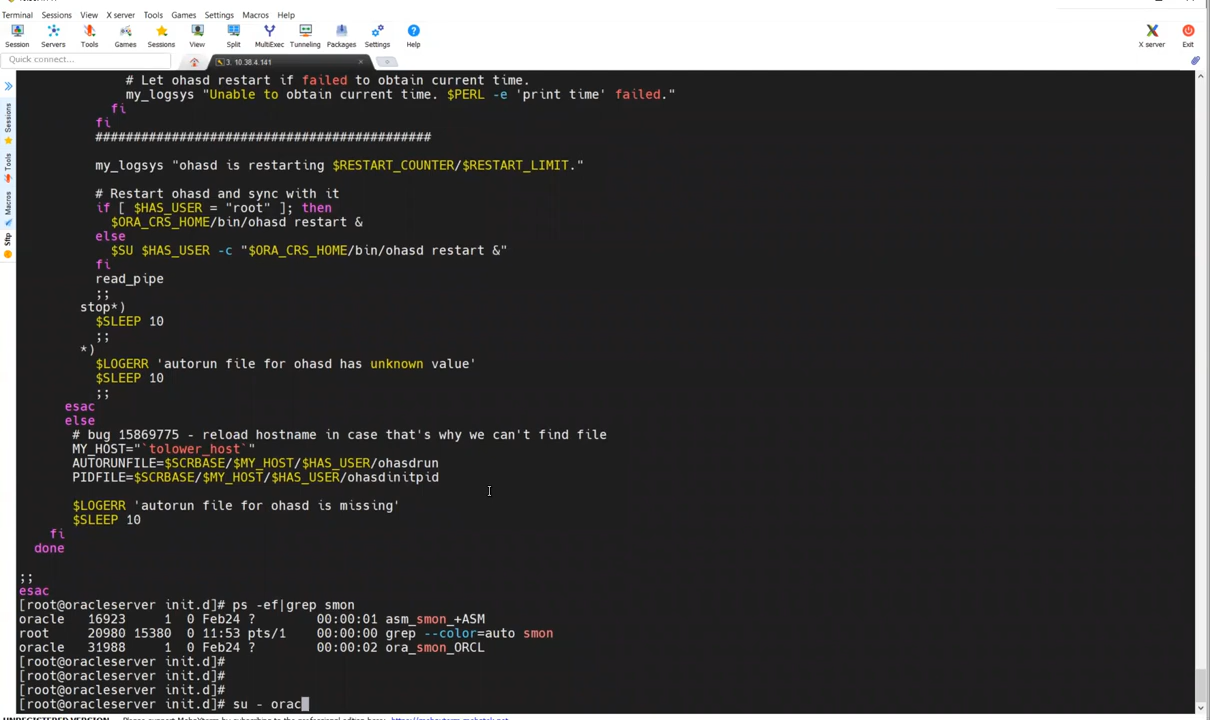 Terminal Sessions View X server Tools Games Settings Macros Help
Session Servers Tools Games Sessions View Split MultiExec Tunneling Packages Settings Help X server Exit
Quick connect...
3. 10.38.4.141
Sessions
Tools
Macros
Sftp
# Let ohasd restart if failed to obtain current time.
my_logsys "Unable to obtain current time. $PERL -e 'print time' failed."
fi
fi
############################################
my_logsys "ohasd is restarting $RESTART_COUNTER/$RESTART_LIMIT."
# Restart ohasd and sync with it
if [ $HAS_USER = "root" ]; then
$ORA_CRS_HOME/bin/ohasd restart &
else
$SU $HAS_USER -c "$ORA_CRS_HOME/bin/ohasd restart &"
fi
read_pipe
;;
stop*)
$SLEEP 10
;;
*)
$LOGERR 'autorun file for ohasd has unknown value'
$SLEEP 10
;;
esac
else
# bug 15869775 - reload hostname in case that's why we can't find file
MY_HOST="`tolower_host`"
AUTORUNFILE=$SCRBASE/$MY_HOST/$HAS_USER/ohasdrun
PIDFILE=$SCRBASE/$MY_HOST/$HAS_USER/ohasdinitpid
$LOGERR 'autorun file for ohasd is missing'
$SLEEP 10
fi
done
;;
esac
[root@oracleserver init.d]# ps -ef|grep smon
oracle 16923 1 0 Feb24 ? 00:00:01 asm_smon_+ASM
root 20980 15380 0 11:53 pts/1 00:00:00 grep --color=auto smon
oracle 31988 1 0 Feb24 ? 00:00:02 ora_smon_ORCL
[root@oracleserver init.d]#
[root@oracleserver init.d]#
[root@oracleserver init.d]#
[root@oracleserver init.d]# su - orac